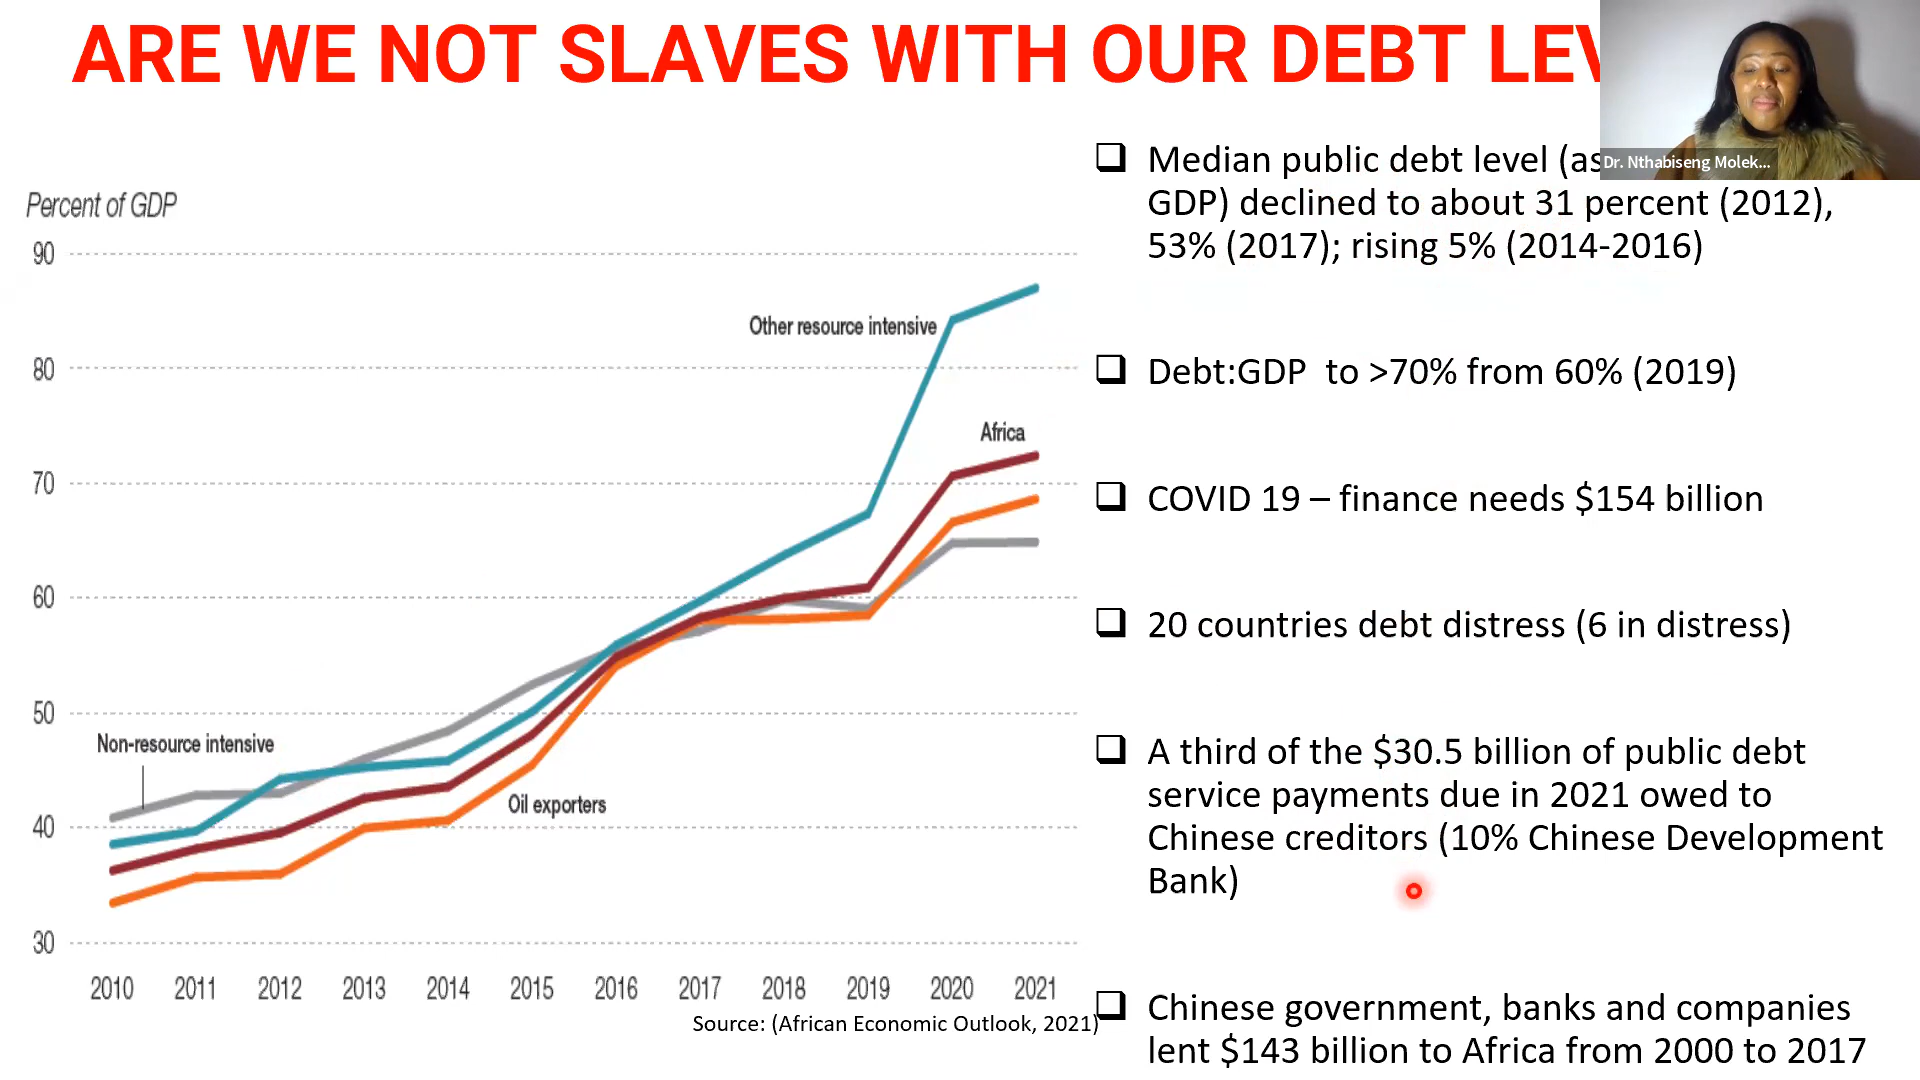 ARE WE NOT SLAVES WITH OUR DEBT
Dr. Nthabiseng Molek...
Percent of GDP
90
80
70
60
50
40
30
Other resource intensive
Africa
Non-resource intensive
Oil exporters
2010 2011 2012 2013 2014 2015 2016 2017 2018 2019 2020 2021
Source: (African Economic Outlook, 2021)
Median public debt level (as
GDP) declined to about 31 percent (2012),
53% (2017); rising 5% (2014-2016)
Debt:GDP to >70% from 60% (2019)
COVID 19 – finance needs $154 billion
20 countries debt distress (6 in distress)
A third of the $30.5 billion of public debt
service payments due in 2021 owed to
Chinese creditors (10% Chinese Development
Bank)
Chinese government, banks and companies
lent $143 billion to Africa from 2000 to 2017